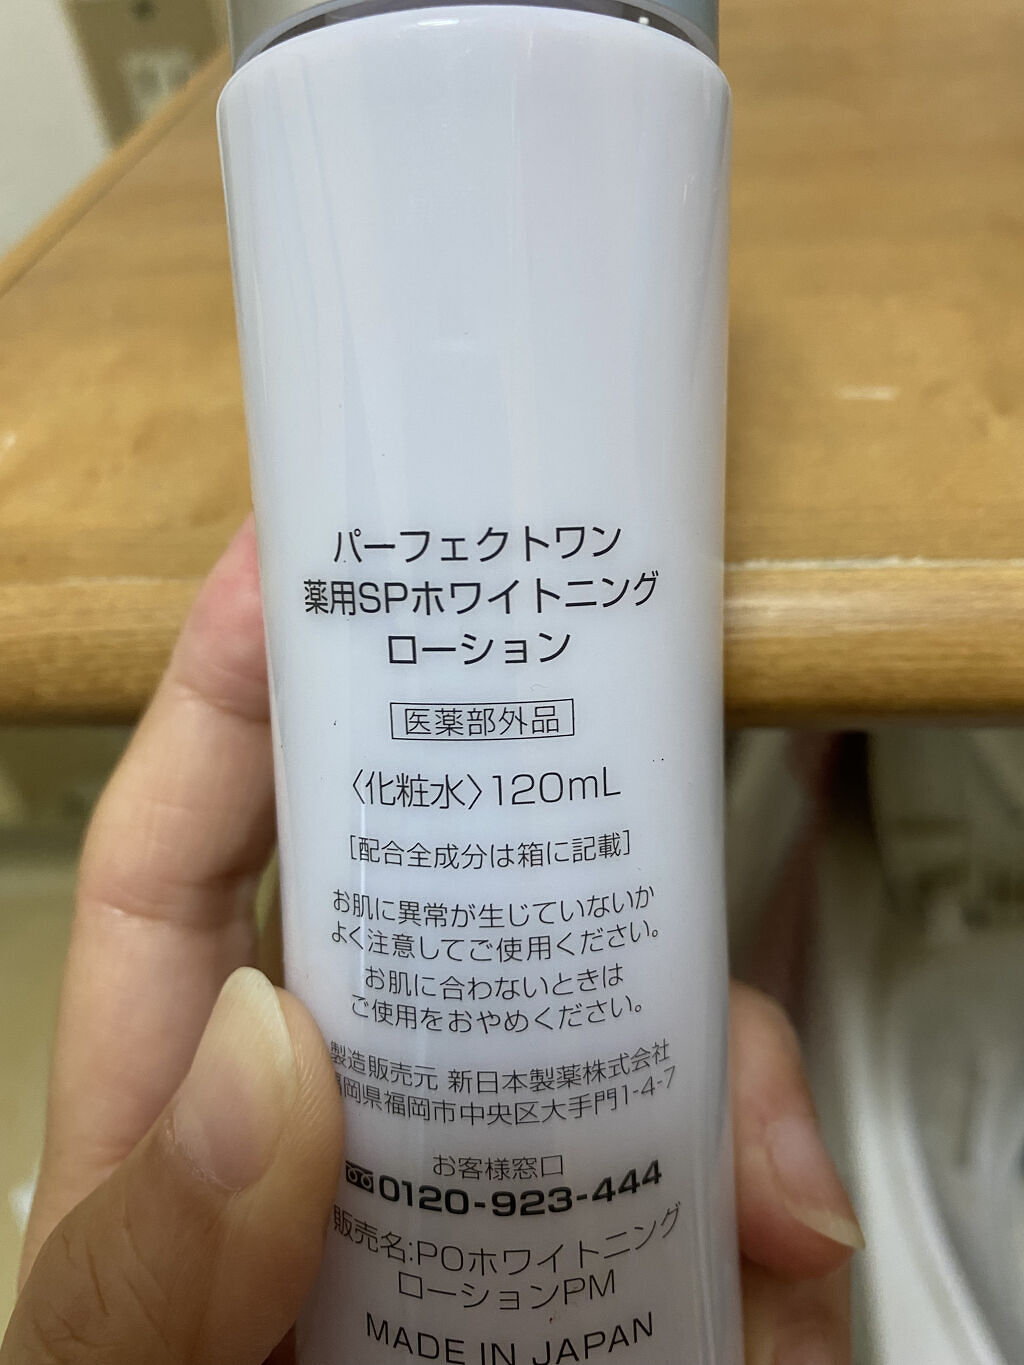 パーフェクトワン
薬用SPホワイトニング
ローション
医薬部外品
〈化粧水〉120mL
[配合全成分は箱に記載]
お肌に異常が生じていないか
よく注意してご使用ください。
お肌に合わないときは
ご使用をおやめください。
製造販売元 新日本製薬株式会社
福岡県福岡市中央区大手門1-4-7
お客様窓口
0120-923-444
販売名:POホワイトニング
ローションPM
MADE IN JAPAN